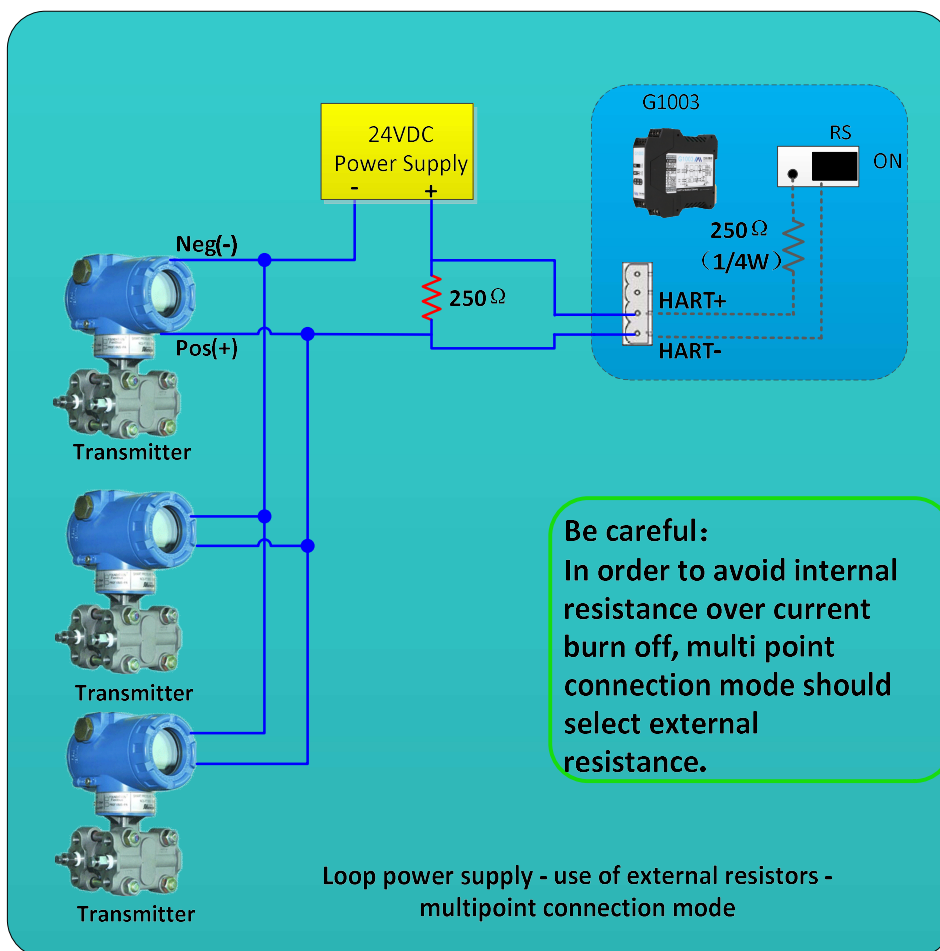 G1003
RS
ON
24VDC
Power Supply
- +
250Ω
（1/4W）
Neg(-)
250Ω
HART+
Pos(+)
HART-
Transmitter
Be careful:
In order to avoid internal
resistance over current
burn off, multi point
connection mode should
select external
resistance.
Transmitter
Loop power supply - use of external resistors -
multipoint connection mode
Transmitter